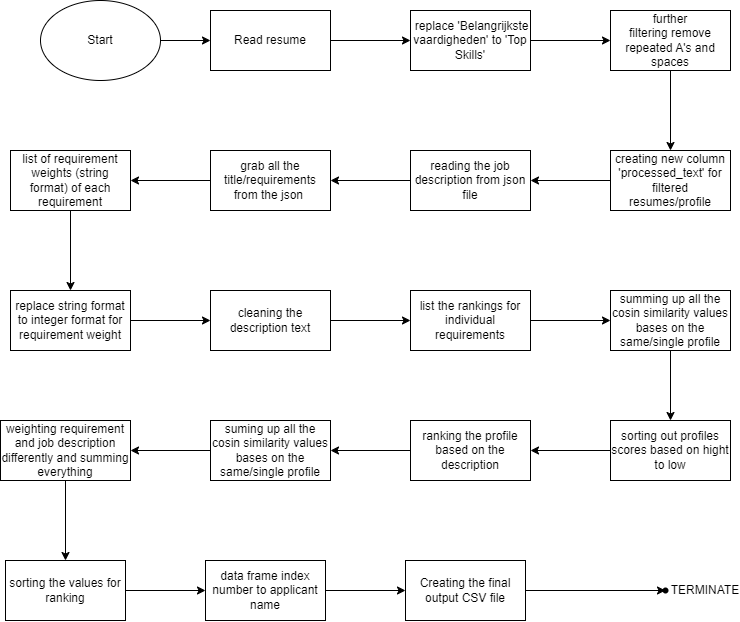 Start
Read resume
replace 'Belangrijkste
vaardigheden' to 'Top
Skills'
further
filtering remove
repeated A's and
spaces
list of requirement
weights (string
format) of each
requirement
grab all the
title/requirements
from the json
reading the job
description from json
file
creating new column
'processed_text' for
filtered
resumes/profile
replace string format
to integer format for
requirement weight
cleaning the
description text
list the rankings for
individual
requirements
summing up all the
cosin similarity values
bases on the
same/single profile
weighting requirement
and job description
differently and summing
everything
suming up all the
cosin similarity values
bases on the
same/single profile
ranking the profile
based on the
description
sorting out profiles
scores based on hight
to low
sorting the values for
ranking
data frame index
number to applicant
name
Creating the final
output CSV file
TERMINATE